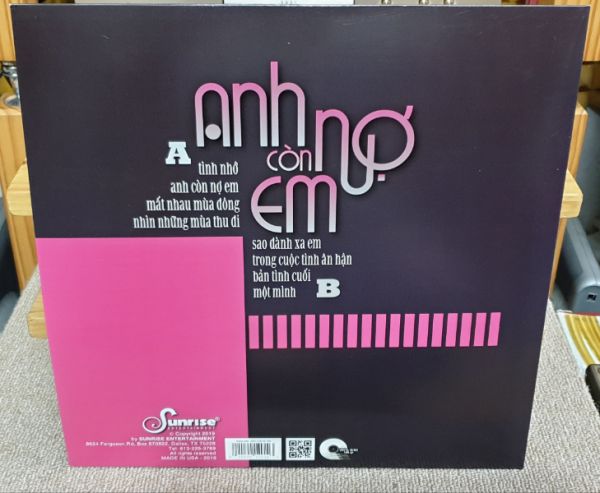 anh
còn nợ
EM
A
tình nhớ
anh còn nợ em
mất nhau mùa đông
nhìn những mùa thu đi
sao đành xa em
trong cuộc tình ân hận
bản tình cuối
một mình
B
Sunrise
ENTERTAINMENT
© Copyright 2019
by SUNRISE ENTERTAINMENT
All rights reserved
MADE IN USA - 2019